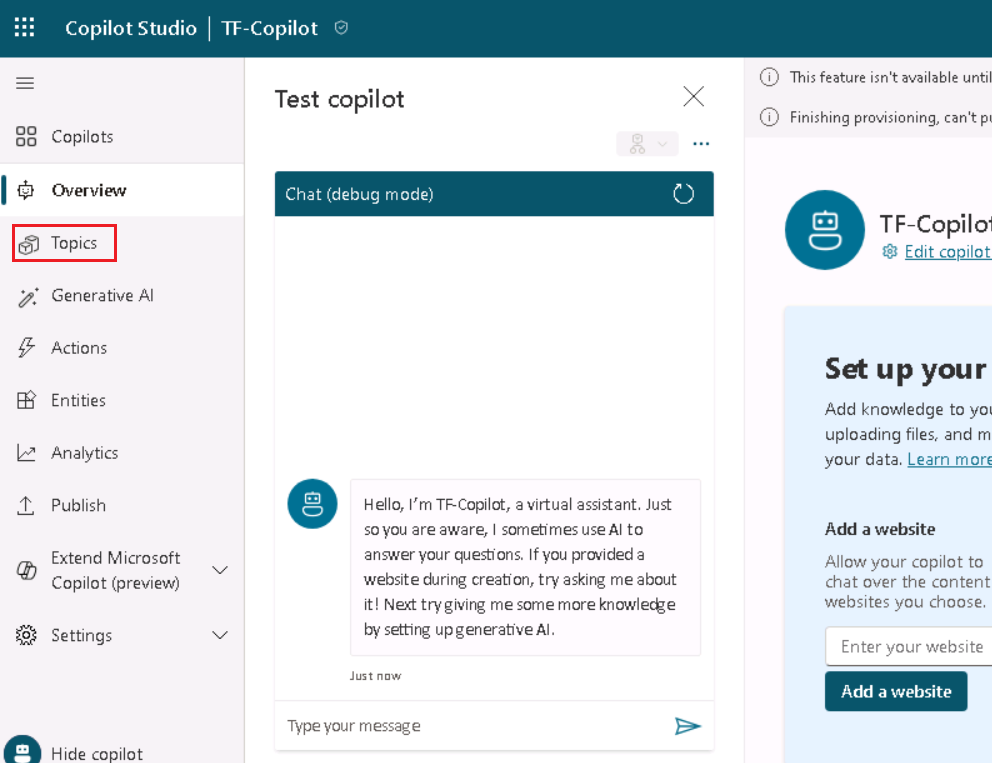 Copilot Studio | TF-Copilot
Copilots
Overview
Topics
Generative AI
Actions
Entities
Analytics
Publish
Extend Microsoft
Copilot (preview)
Settings
Hide copilot
Test copilot
Chat (debug mode)
Hello, I'm TF-Copilot, a virtual assistant. Just
so you are aware, I sometimes use AI to
answer your questions. If you provided a
website during creation, try asking me about
it! Next try giving me some more knowledge
by setting up generative AI.
Just now
Type your message
This feature isn't available until
Finishing provisioning, can't
TF-Copilot
Edit copilot
Set up your
Add knowledge to
uploading files, and
your data. Learn more
Add a website
Allow your copilot to
chat over the content
websites you choose.
Enter your website
Add a website